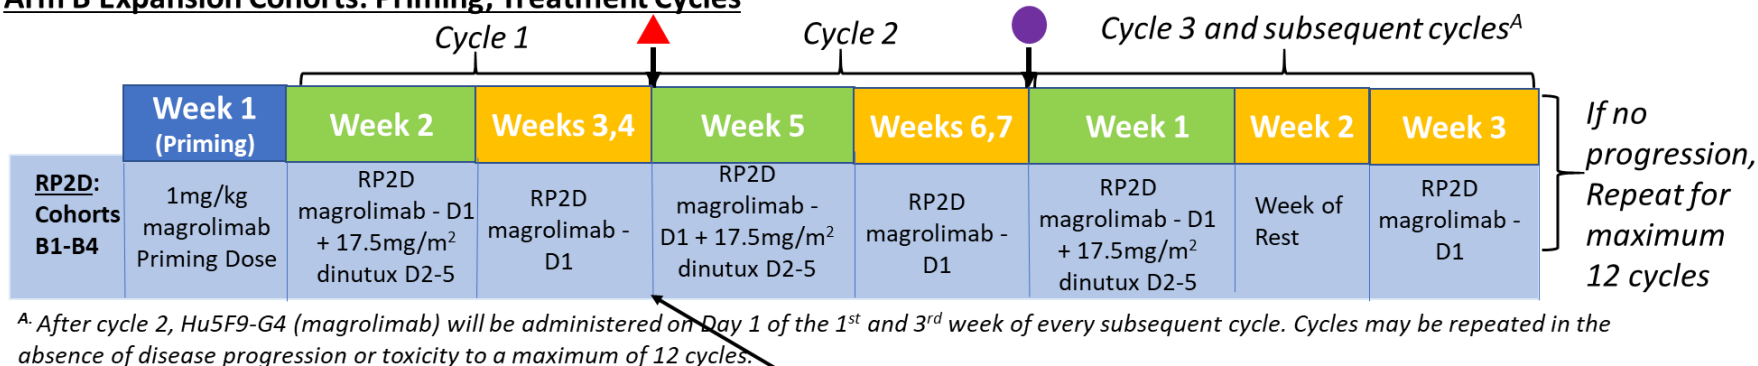 Arm B Expansion Cohorts: Priming, Treatment Cycles
Cycle 1
Cycle 2
Cycle 3 and subsequent cyclesᴬ
Week 1
(Priming)
Week 2
Weeks 3,4
Week 5
Weeks 6,7
Week 1
Week 2
Week 3
RP2D:
Cohorts
B1-B4
1mg/kg
magrolimab
Priming Dose
RP2D
magrolimab - D1
+ 17.5mg/m²
dinutux D2-5
RP2D
magrolimab -
D1
RP2D
magrolimab -
D1 + 17.5mg/m²
dinutux D2-5
RP2D
magrolimab -
D1
RP2D
magrolimab - D1
+ 17.5mg/m²
dinutux D2-5
Week of
Rest
RP2D
magrolimab -
D1
If no
progression,
Repeat for
maximum
12 cycles
A. After cycle 2, Hu5F9-G4 (magrolimab) will be administered on Day 1 of the 1st and 3rd week of every subsequent cycle. Cycles may be repeated in the
absence of disease progression or toxicity to a maximum of 12 cycles.